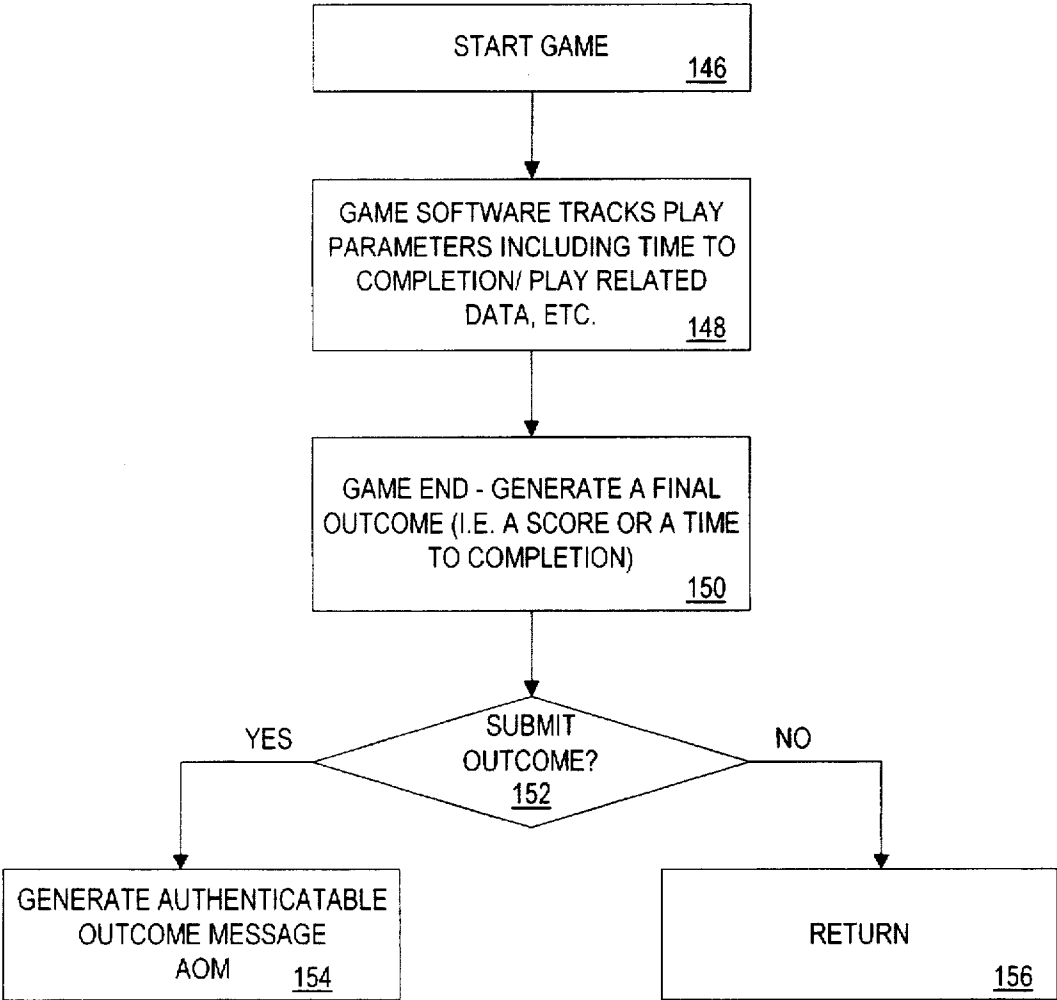 START GAME
146
GAME SOFTWARE TRACKS PLAY
PARAMETERS INCLUDING TIME TO
COMPLETION/ PLAY RELATED
DATA, ETC.
148
GAME END - GENERATE A FINAL
OUTCOME (I.E. A SCORE OR A TIME
TO COMPLETION)
150
SUBMIT
OUTCOME?
152
YES
NO
GENERATE AUTHENTICATABLE
OUTCOME MESSAGE
AOM
154
RETURN
156